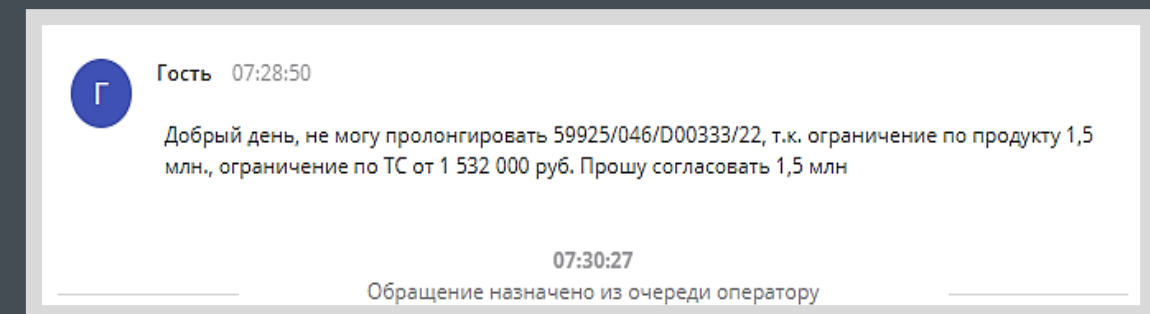 Г
Гость 07:28:50
Добрый день, не могу пролонгировать 59925/046/D00333/22, т.к. ограничение по продукту 1,5
млн., ограничение по ТС от 1 532 000 руб. Прошу согласовать 1,5 млн
07:30:27
Обращение назначено из очереди оператору